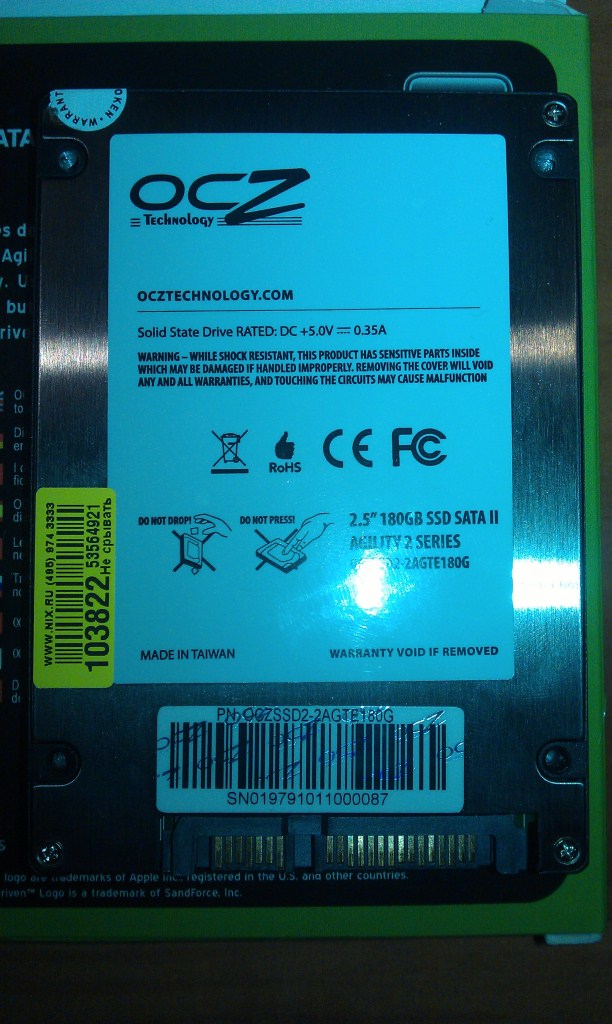 OKEN · WARRANT
ATA
OCZ
Technology
OCZTECHNOLOGY.COM
Solid State Drive RATED: DC +5.0V ⎓ 0.35A
WARNING – WHILE SHOCK RESISTANT, THIS PRODUCT HAS SENSITIVE PARTS INSIDE
WHICH MAY BE DAMAGED IF HANDLED IMPROPERLY. REMOVING THE COVER WILL VOID
ANY AND ALL WARRANTIES, AND TOUCHING THE CIRCUITS MAY CAUSE MALFUNCTION
RoHS
CE FC
DO NOT DROP!
DO NOT PRESS!
2.5" 180GB SSD SATA II
AGILITY 2 SERIES
MADE IN TAIWAN
WARRANTY VOID IF REMOVED
WWW.NIX.RU (495) 974 3333
103822
53564921
Не срывать
PN:OCZSSD2-2AGTE180G
SN019791011000087
logo are trademarks of Apple Inc. registered in the U.S. and other countries.
riven™ Logo is a trademark of SandForce, Inc.